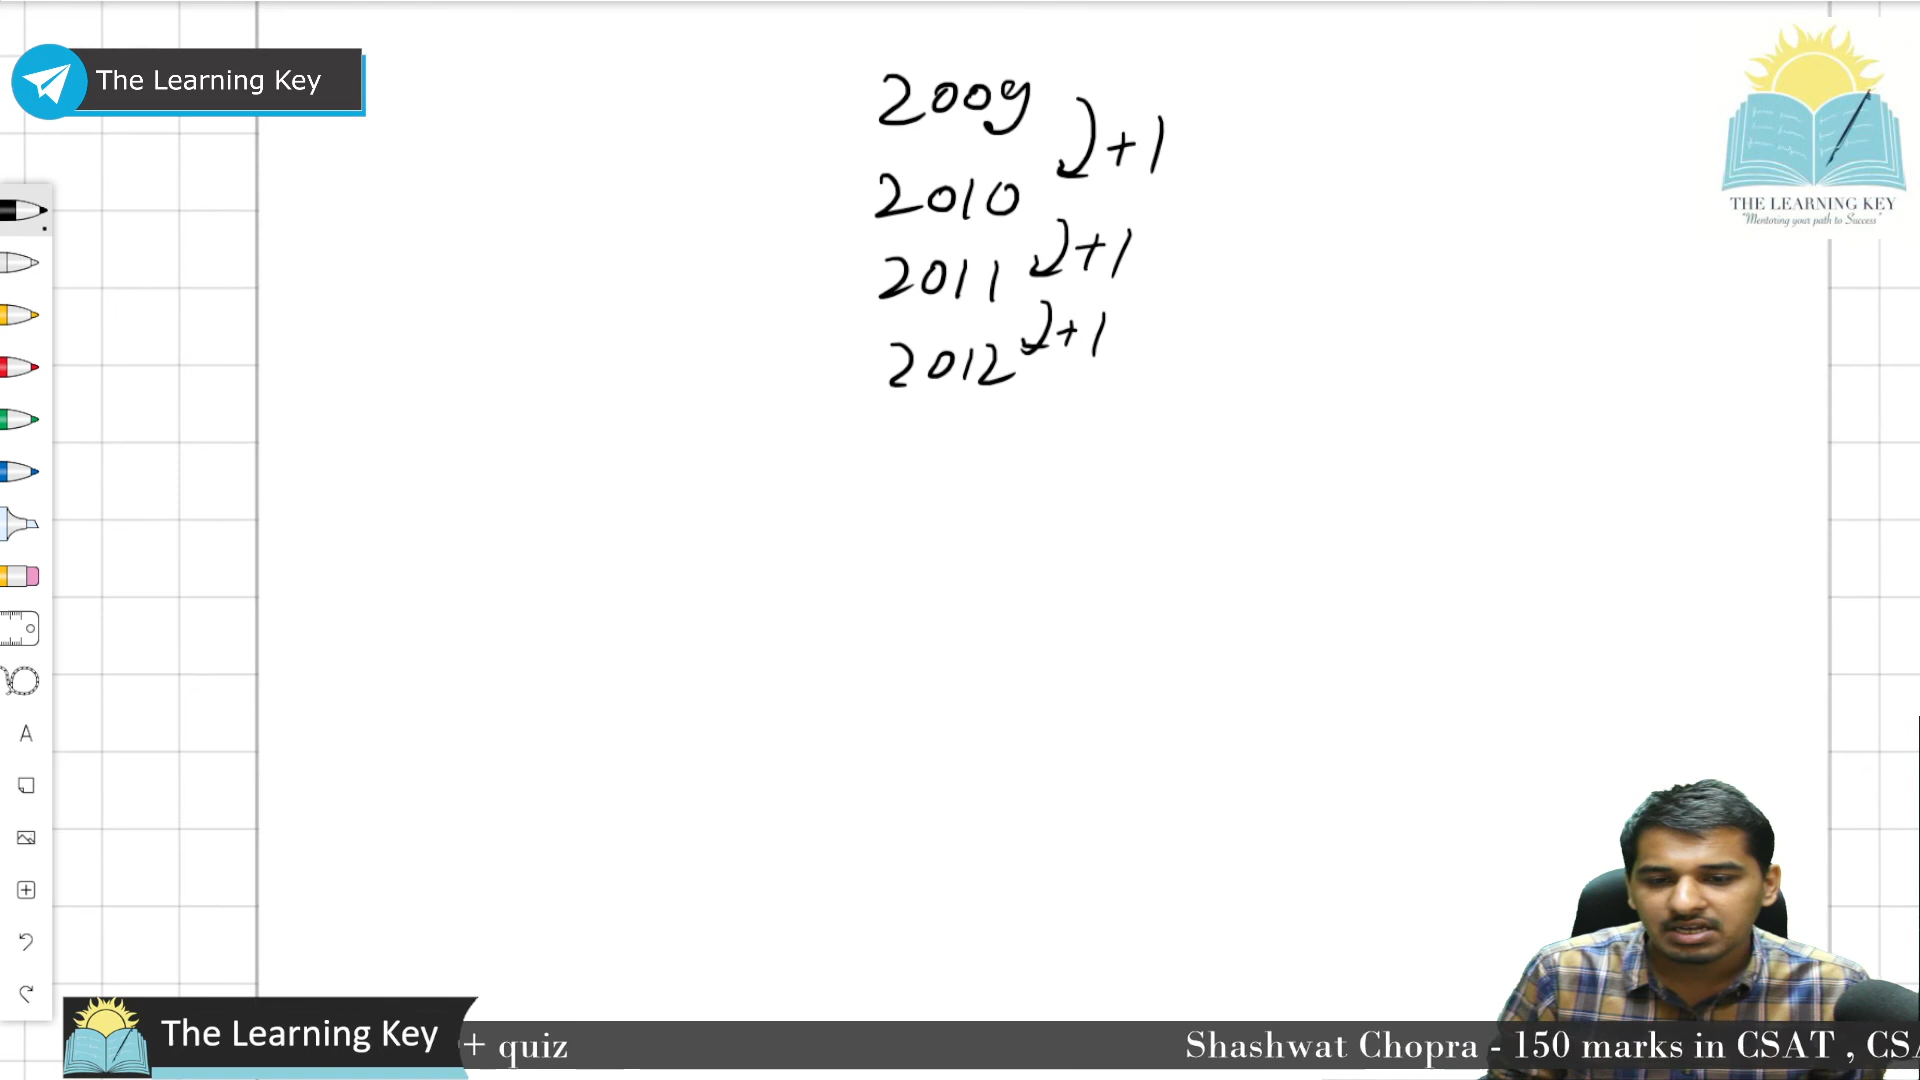 The Learning Key
2009
+1
2010
+1
2011
+1
2012
THE LEARNING KEY
"Mentoring your path to Success"
A
The Learning Key
+ quiz
Shashwat Chopra - 150 marks in CSAT , CSA